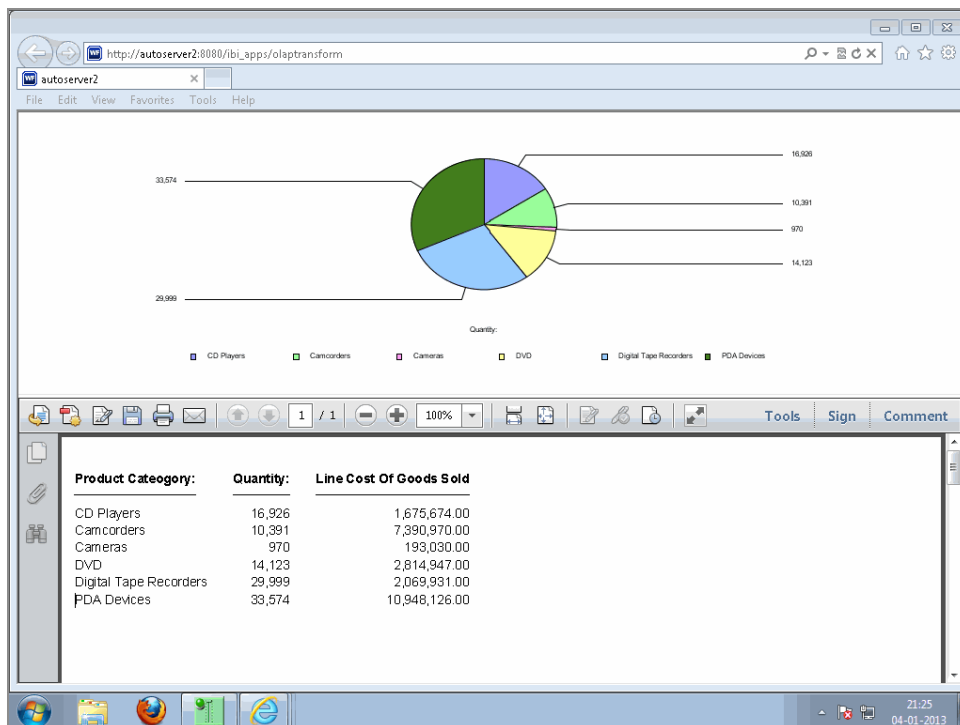 http://autoserver2:8080/ibi_apps/olaptransform
WF autoserver2
File Edit View Favorites Tools Help
16,926
33,574
10,391
970
14,123
29,999
Quantity:
CD Players Camcorders Cameras DVD Digital Tape Recorders PDA Devices
1 / 1 100% Tools Sign Comment
Product Cateogory: Quantity: Line Cost Of Goods Sold
CD Players 16,926 1,675,674.00
Camcorders 10,391 7,390,970.00
Cameras 970 193,030.00
DVD 14,123 2,814,947.00
Digital Tape Recorders 29,999 2,069,931.00
PDA Devices 33,574 10,948,126.00
21:25
04-01-2013